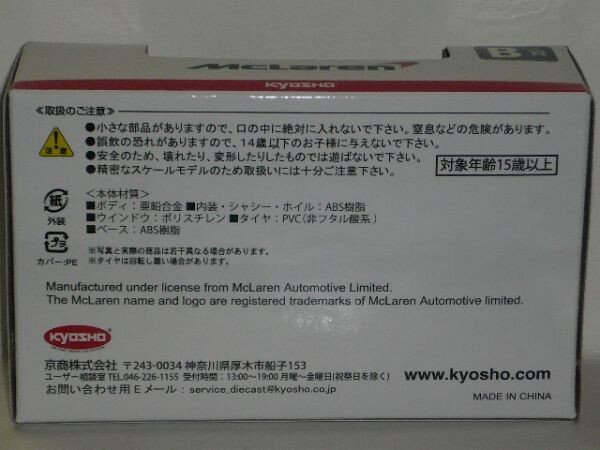 McLaren
B
KYOSHO
≪取扱のご注意≫
●小さな部品がありますので、口の中に絶対に入れないで下さい。窒息などの危険があります。
●誤飲の恐れがありますので、14歳以下のお子様に与えないで下さい。
●安全のため、壊れたり、変形したりしたものでは遊ばないで下さい。
●精密なスケールモデルのため取扱いには十分ご注意下さい。
注意
対象年齢15歳以上
紙
外装
プラ
カバー:PE
＜本体材質＞
■ボディ：亜鉛合金 ■内装・シャシー・ホイル：ABS樹脂
■ウインドウ：ポリスチレン ■タイヤ：PVC(非フタル酸系)
■ベース：ABS樹脂
※写真と実際の商品は若干異なる場合があります。
※タイヤは回転し難い場合があります。
Manufactured under license from McLaren Automotive Limited.
The McLaren name and logo are registered trademarks of McLaren Automotive limited.
KYOSHO
京商株式会社 〒243-0034 神奈川県厚木市船子153
ユーザー相談室 TEL.046-226-1155 受付時間：13:00〜19:00 月曜〜金曜日(祝祭日を除く)
お問い合わせ用 E メール：service_diecast@kyosho.co.jp
www.kyosho.com
MADE IN CHINA